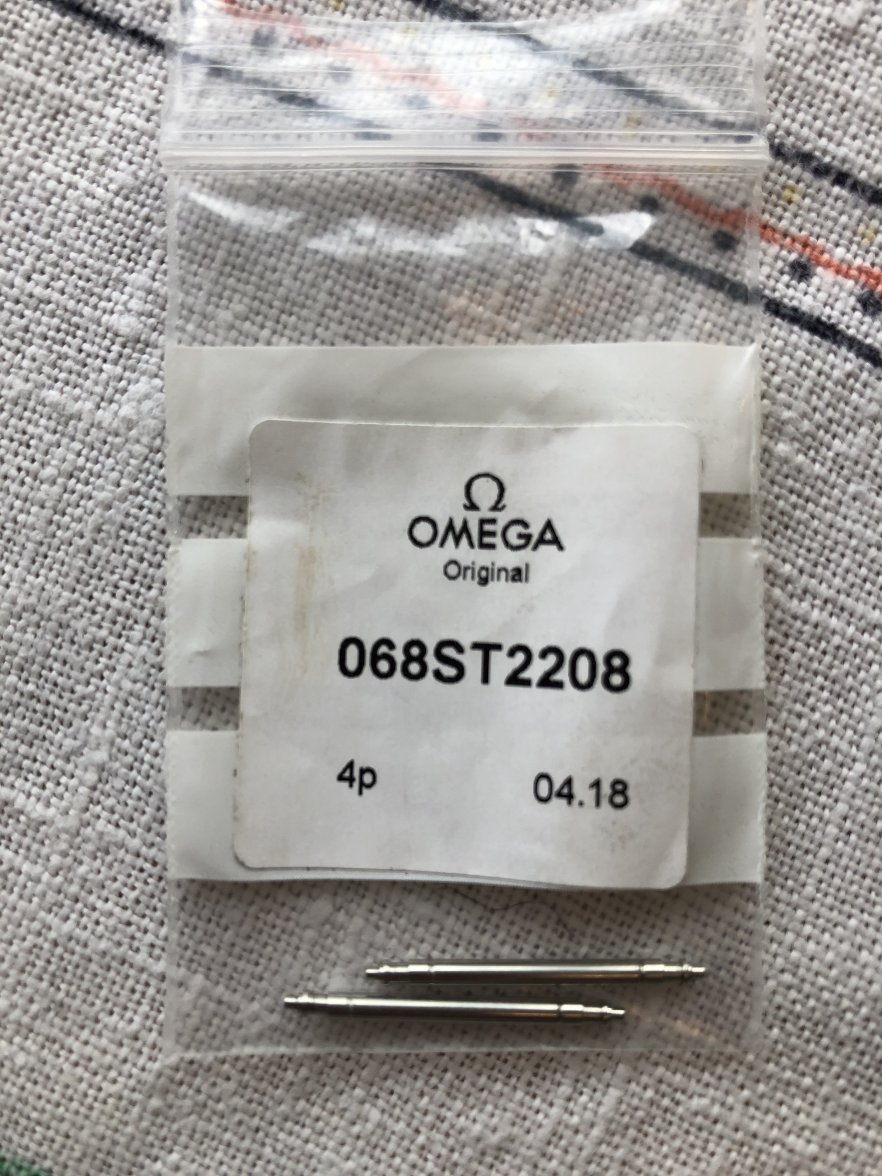 Ω
OMEGA
Original
068ST2208
4p 04.18